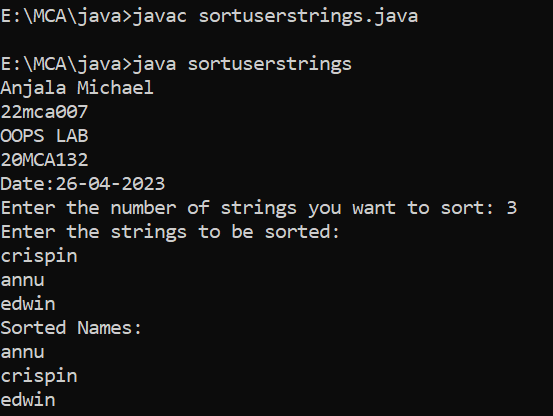 E:\MCA\java>javac sortuserstrings.java
E:\MCA\java>java sortuserstrings
Anjala Michael
22mca007
OOPS LAB
20MCA132
Date:26-04-2023
Enter the number of strings you want to sort: 3
Enter the strings to be sorted:
crispin
annu
edwin
Sorted Names:
annu
crispin
edwin